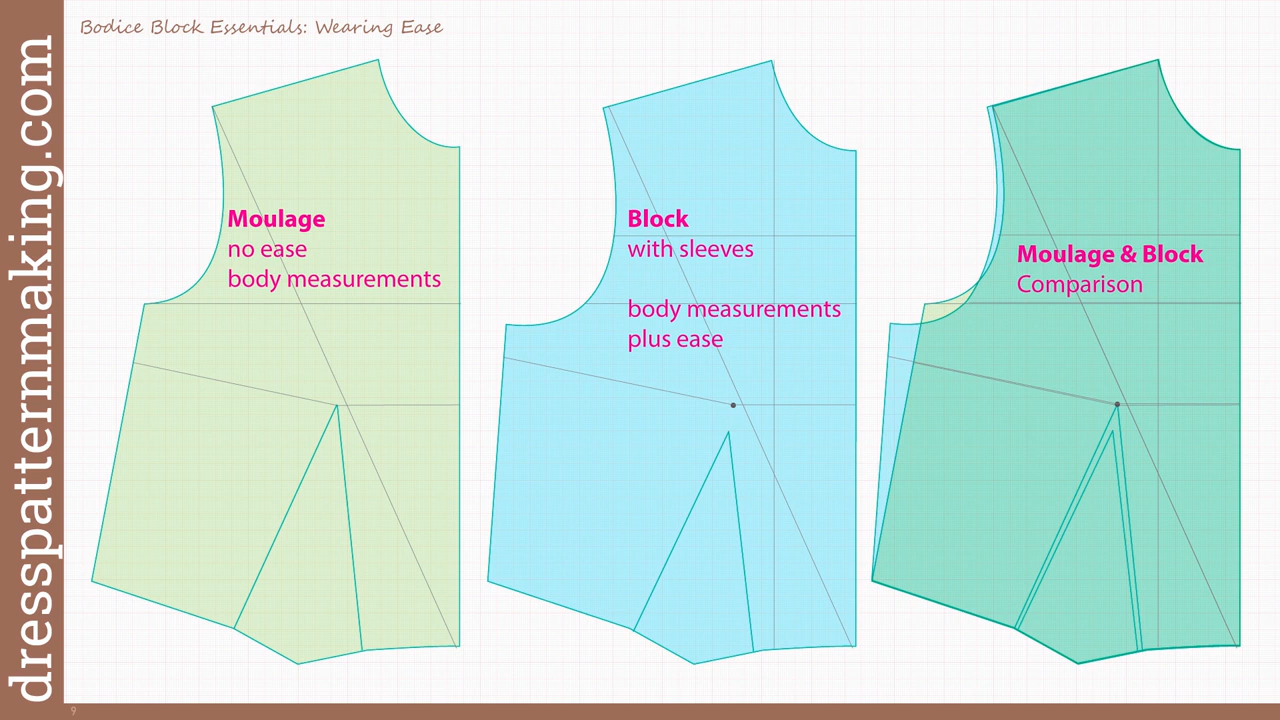 dresspatternmaking.com
Bodice Block Essentials: Wearing Ease
Moulage
no ease
body measurements
Block
with sleeves
body measurements
plus ease
Moulage & Block
Comparison
9